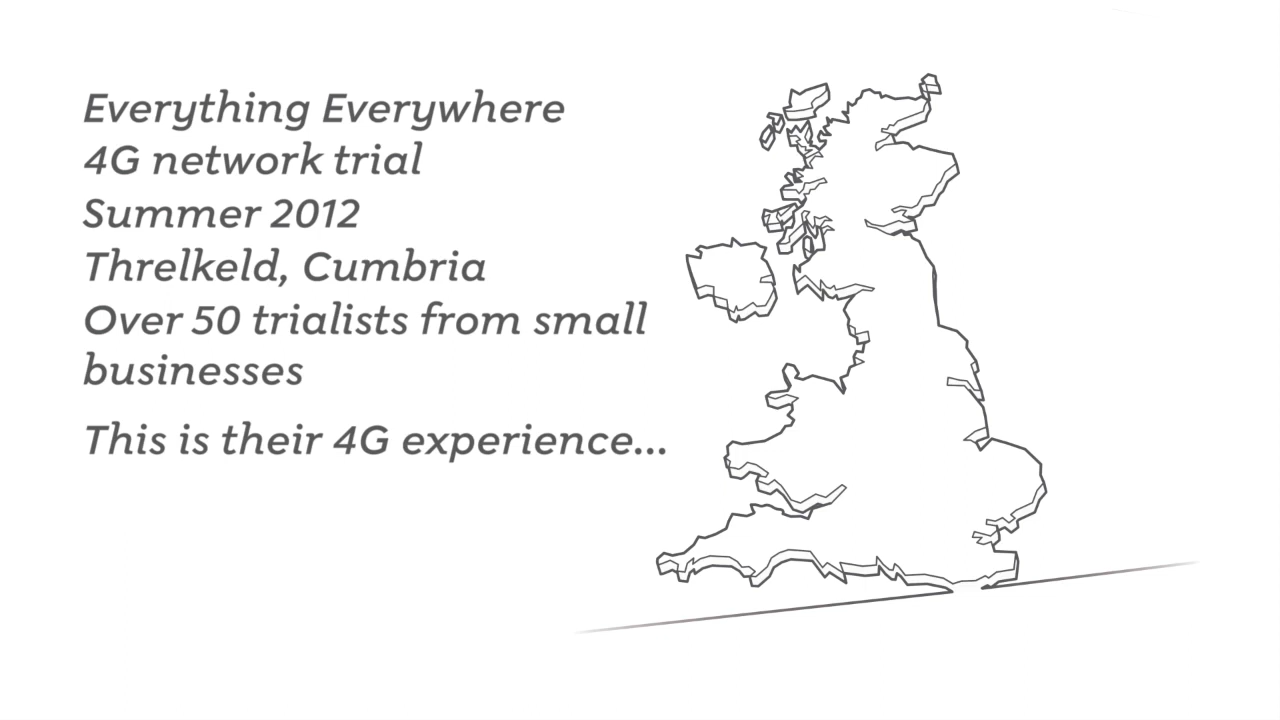 Everything Everywhere
4G network trial
Summer 2012
Threlkeld, Cumbria
Over 50 trialists from small
businesses
This is their 4G experience...